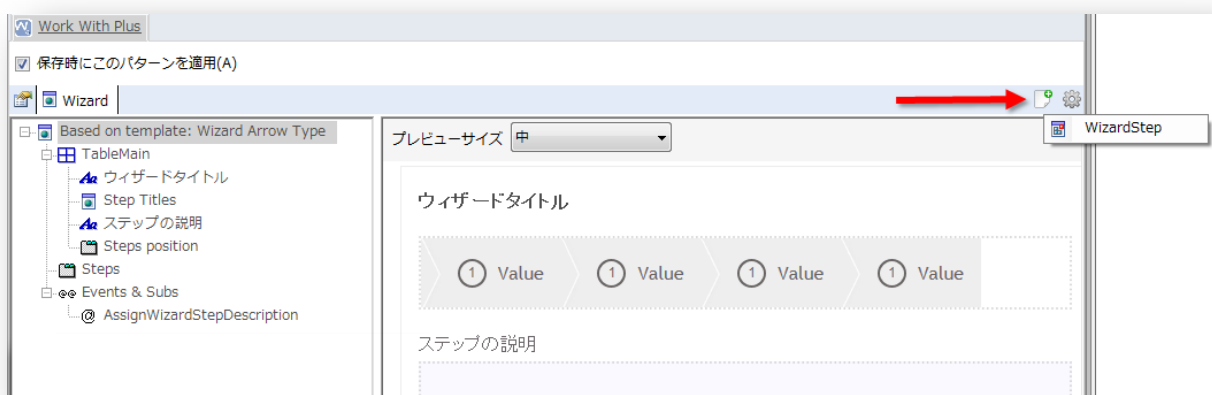 Work With Plus
保存時にこのパターンを適用(A)
Wizard
WizardStep
Based on template: Wizard Arrow Type
TableMain
ウィザードタイトル
Step Titles
ステップの説明
Steps position
Steps
Events & Subs
AssignWizardStepDescription
プレビューサイズ 中
ウィザードタイトル
1 Value 1 Value 1 Value 1 Value
ステップの説明